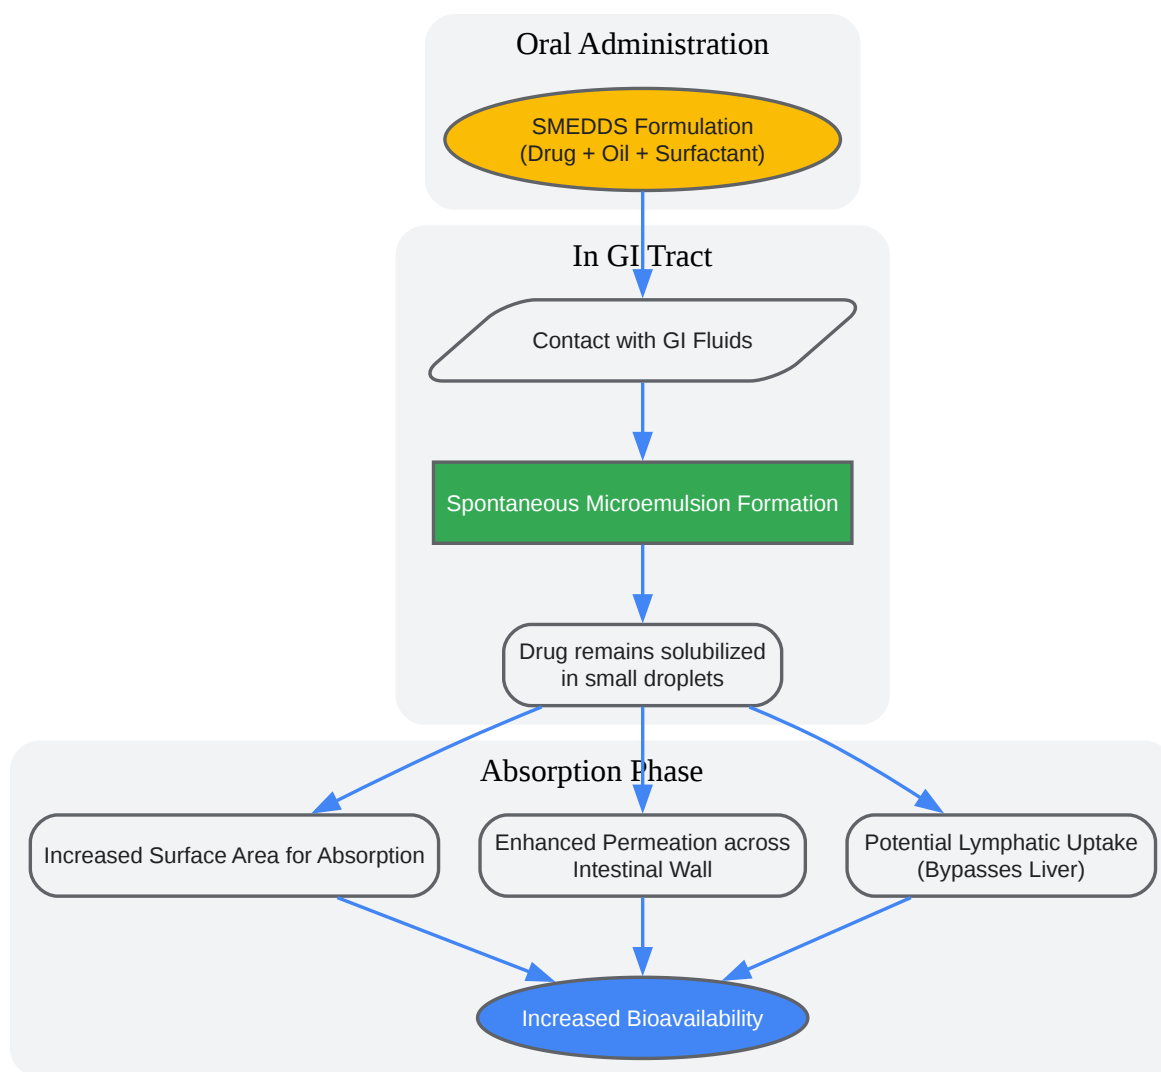 Oral Administration
SMEDDS Formulation
(Drug + Oil + Surfactant)
In GI Tract
Contact with GI Fluids
Spontaneous Microemulsion Formation
Drug remains solubilized
in small droplets
Absorption Phase
Increased Surface Area for Absorption
Enhanced Permeation across
Intestinal Wall
Potential Lymphatic Uptake
(Bypasses Liver)
Increased Bioavailability